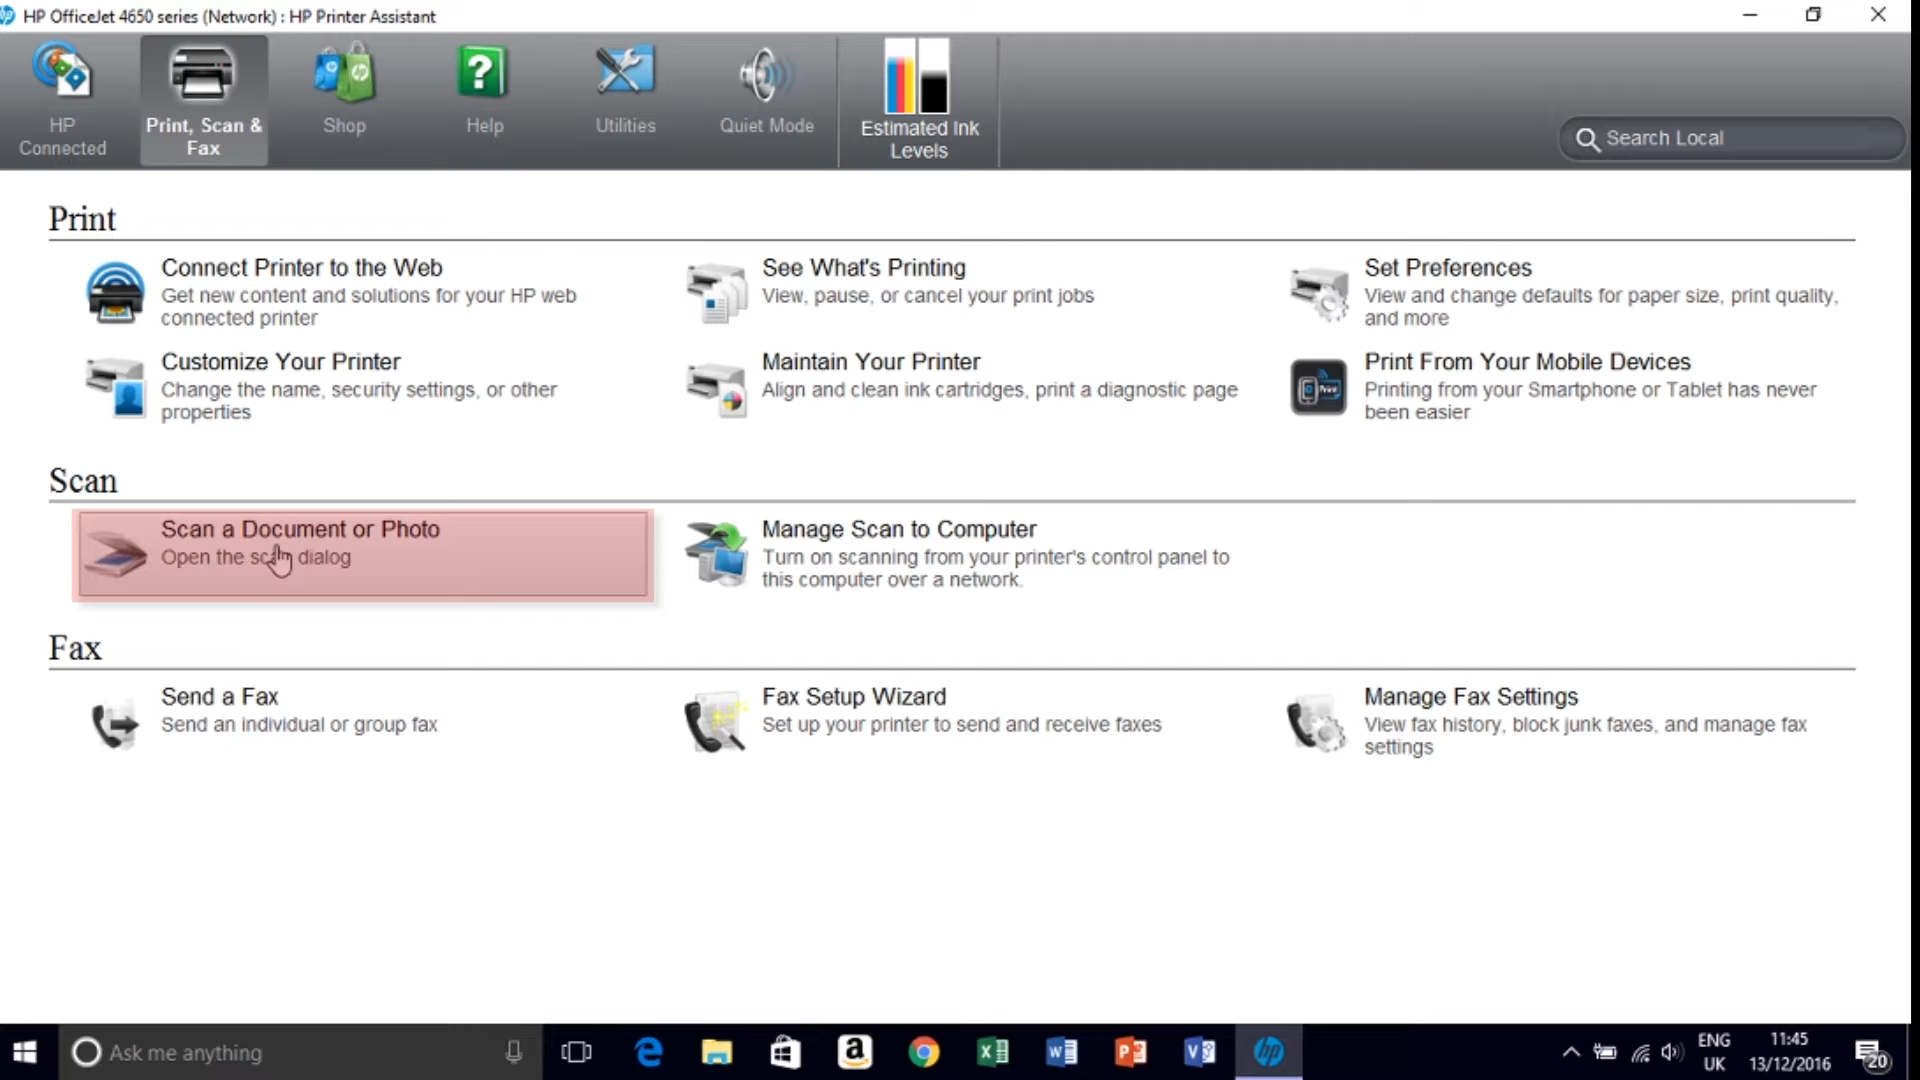 HP OfficeJet 4650 series (Network) : HP Printer Assistant
HP
Connected
Print, Scan &
Fax
Shop
Help
Utilities
Quiet Mode
Estimated Ink
Levels
Search Local
Print
Connect Printer to the Web
Get new content and solutions for your HP web
connected printer
See What's Printing
View, pause, or cancel your print jobs
Set Preferences
View and change defaults for paper size, print quality,
and more
Customize Your Printer
Change the name, security settings, or other
properties
Maintain Your Printer
Align and clean ink cartridges, print a diagnostic page
Print From Your Mobile Devices
Printing from your Smartphone or Tablet has never
been easier
Scan
Scan a Document or Photo
Open the scan dialog
Manage Scan to Computer
Turn on scanning from your printer's control panel to
this computer over a network.
Fax
Send a Fax
Send an individual or group fax
Fax Setup Wizard
Set up your printer to send and receive faxes
Manage Fax Settings
View fax history, block junk faxes, and manage fax
settings
Ask me anything
ENG
UK
11:45
13/12/2016
20